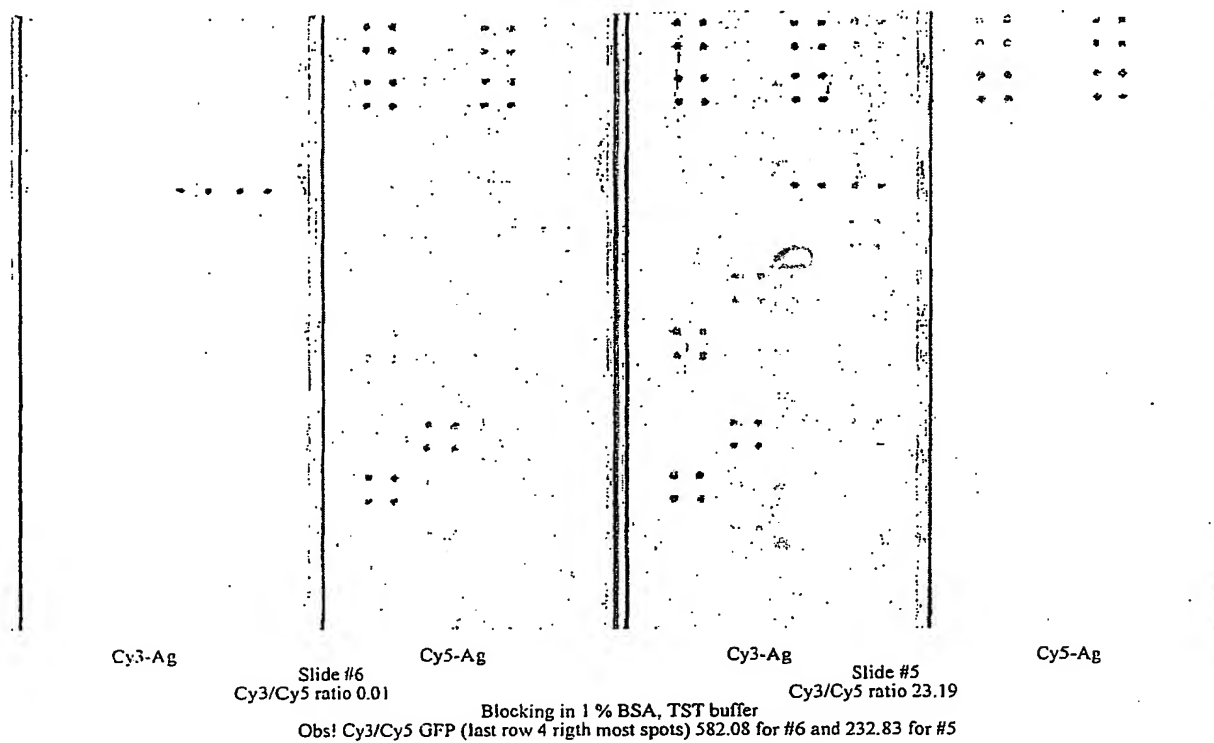 Cy3-Ag Cy5-Ag Cy3-Ag Cy5-Ag
Slide #6 Slide #5
Cy3/Cy5 ratio 0.01 Cy3/Cy5 ratio 23.19
Blocking in 1 % BSA, TST buffer
Obs! Cy3/Cy5 GFP (last row 4 rigth most spots) 582.08 for #6 and 232.83 for #5